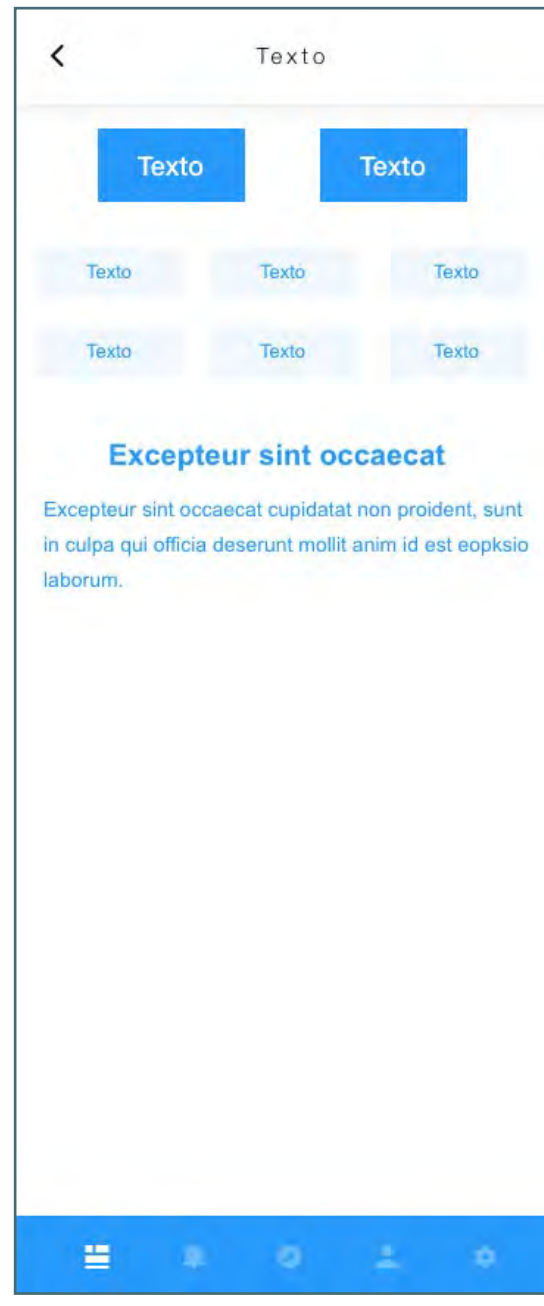 Texto
Texto Texto
Texto Texto Texto
Texto Texto Texto
Excepteur sint occaecat
Excepteur sint occaecat cupidatat non proident, sunt
in culpa qui officia deserunt mollit anim id est eopksio
laborum.